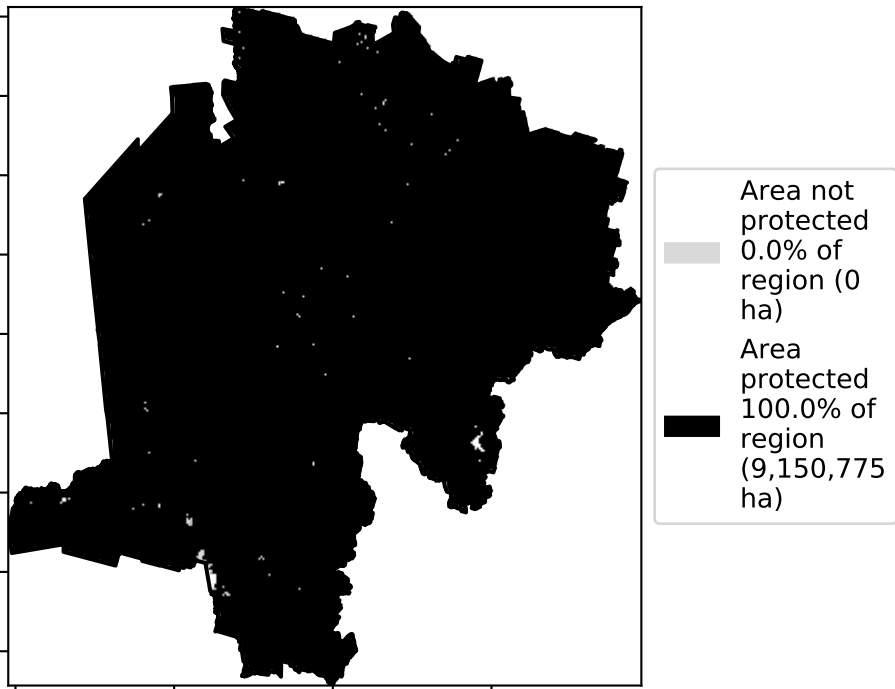 Area not
protected
0.0% of
region (0
ha)
Area
protected
100.0% of
region
(9,150,775
ha)